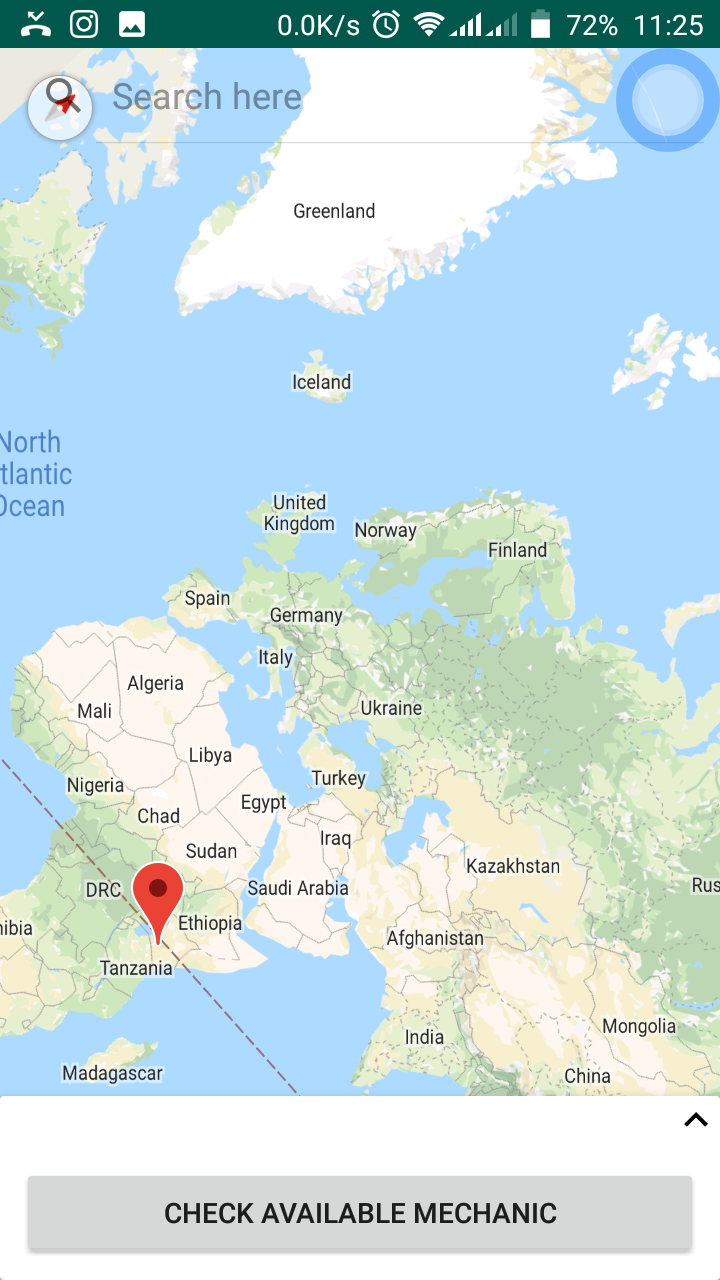 0.0K/s 72% 11:25
Search here
Greenland
Iceland
North
tlantic
Ocean
United
Kingdom
Norway
Finland
Spain
Germany
Italy
Algeria
Mali
Ukraine
Libya
Turkey
Nigeria
Egypt
Chad
Iraq
Sudan
Kazakhstan
DRC
Saudi Arabia
Rus
Ethiopia
nibia
Afghanistan
Tanzania
Mongolia
India
Madagascar
China
CHECK AVAILABLE MECHANIC